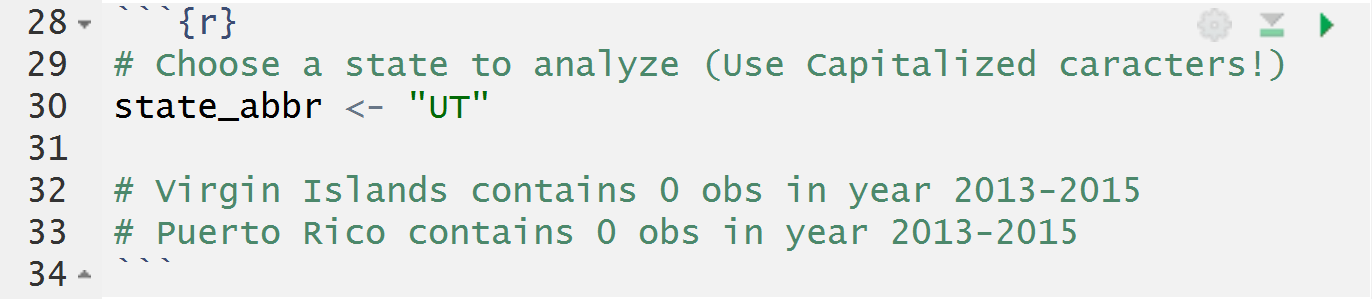 28 ```{r}
29 # Choose a state to analyze (Use Capitalized caracters!)
30 state_abbr <- "UT"
31
32 # Virgin Islands contains 0 obs in year 2013-2015
33 # Puerto Rico contains 0 obs in year 2013-2015
34 ```